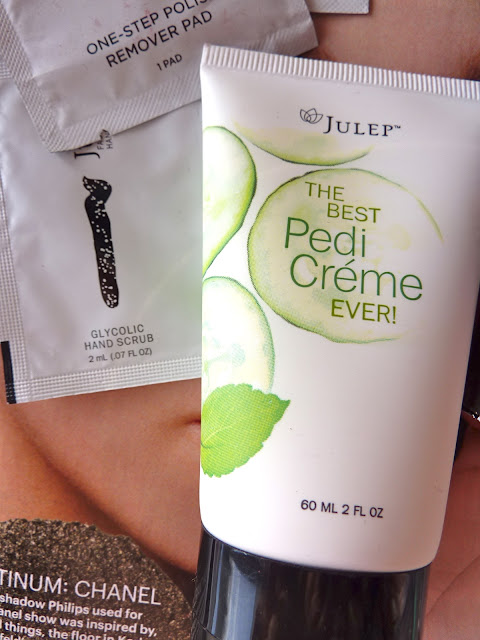 ONE-STEP POLIS
REMOVER PAD
1 PAD
GLYCOLIC
HAND SCRUB
2 mL (.07 FL OZ)
JULEP™
THE
BEST
Pedi
Créme
EVER!
60 ML 2 FL OZ
TINUM: CHANEL
shadow Philips used for
anel show was inspired by,
l things, the floor in